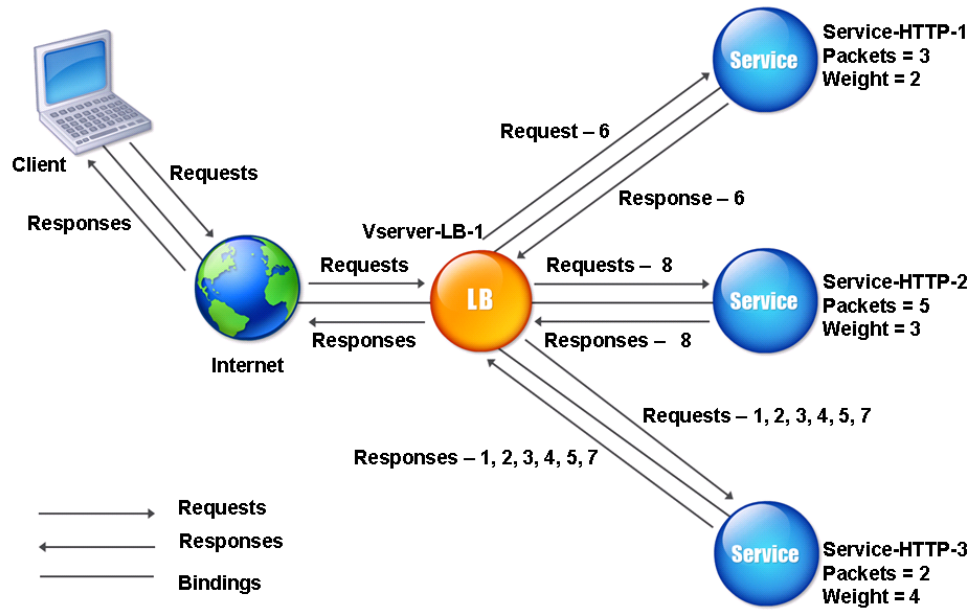 Service-HTTP-1
Packets = 3
Weight = 2
Service
Request – 6
Client
Requests
Responses
Response – 6
Vserver-LB-1
Requests
Requests – 8
LB
Service
Service-HTTP-2
Packets = 5
Weight = 3
Responses
Responses – 8
Internet
Requests – 1, 2, 3, 4, 5, 7
Responses – 1, 2, 3, 4, 5, 7
Requests
Responses
Bindings
Service
Service-HTTP-3
Packets = 2
Weight = 4